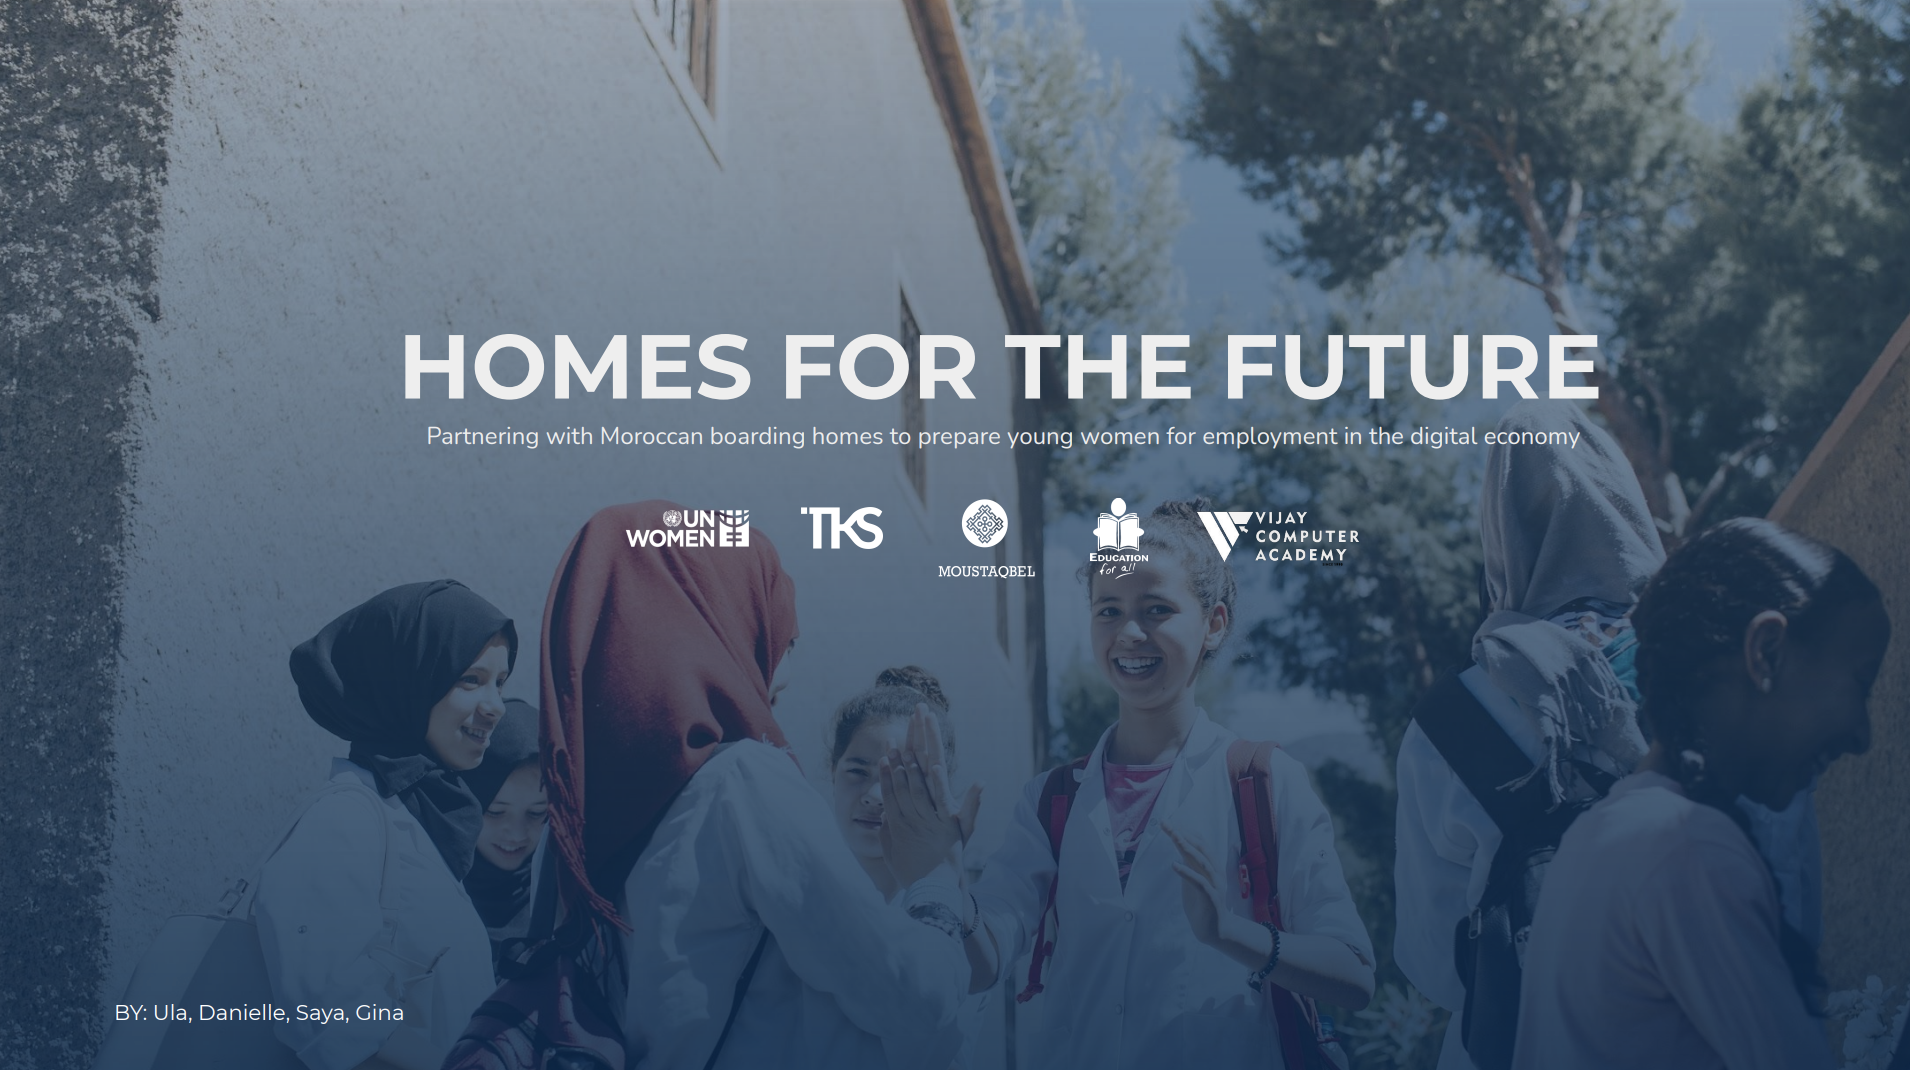 HOMES FOR THE FUTURE
Partnering with Moroccan boarding homes to prepare young women for employment in the digital economy
UN
WOMEN
TKS
MOUSTAQBEL
EDUCATION
for all
VIJAY
COMPUTER
ACADEMY
BY: Ula, Danielle, Saya, Gina